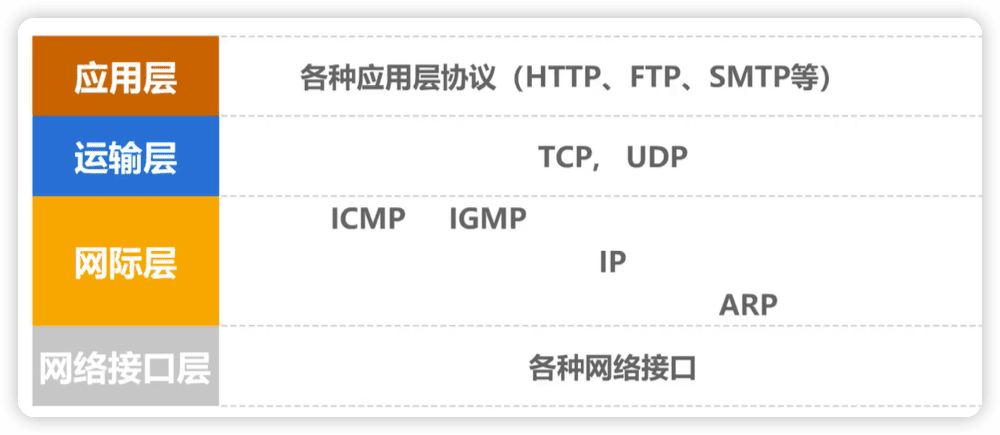 应用层
各种应用层协议（HTTP、FTP、SMTP等）
运输层
TCP， UDP
网际层
ICMP IGMP
IP
ARP
网络接口层
各种网络接口